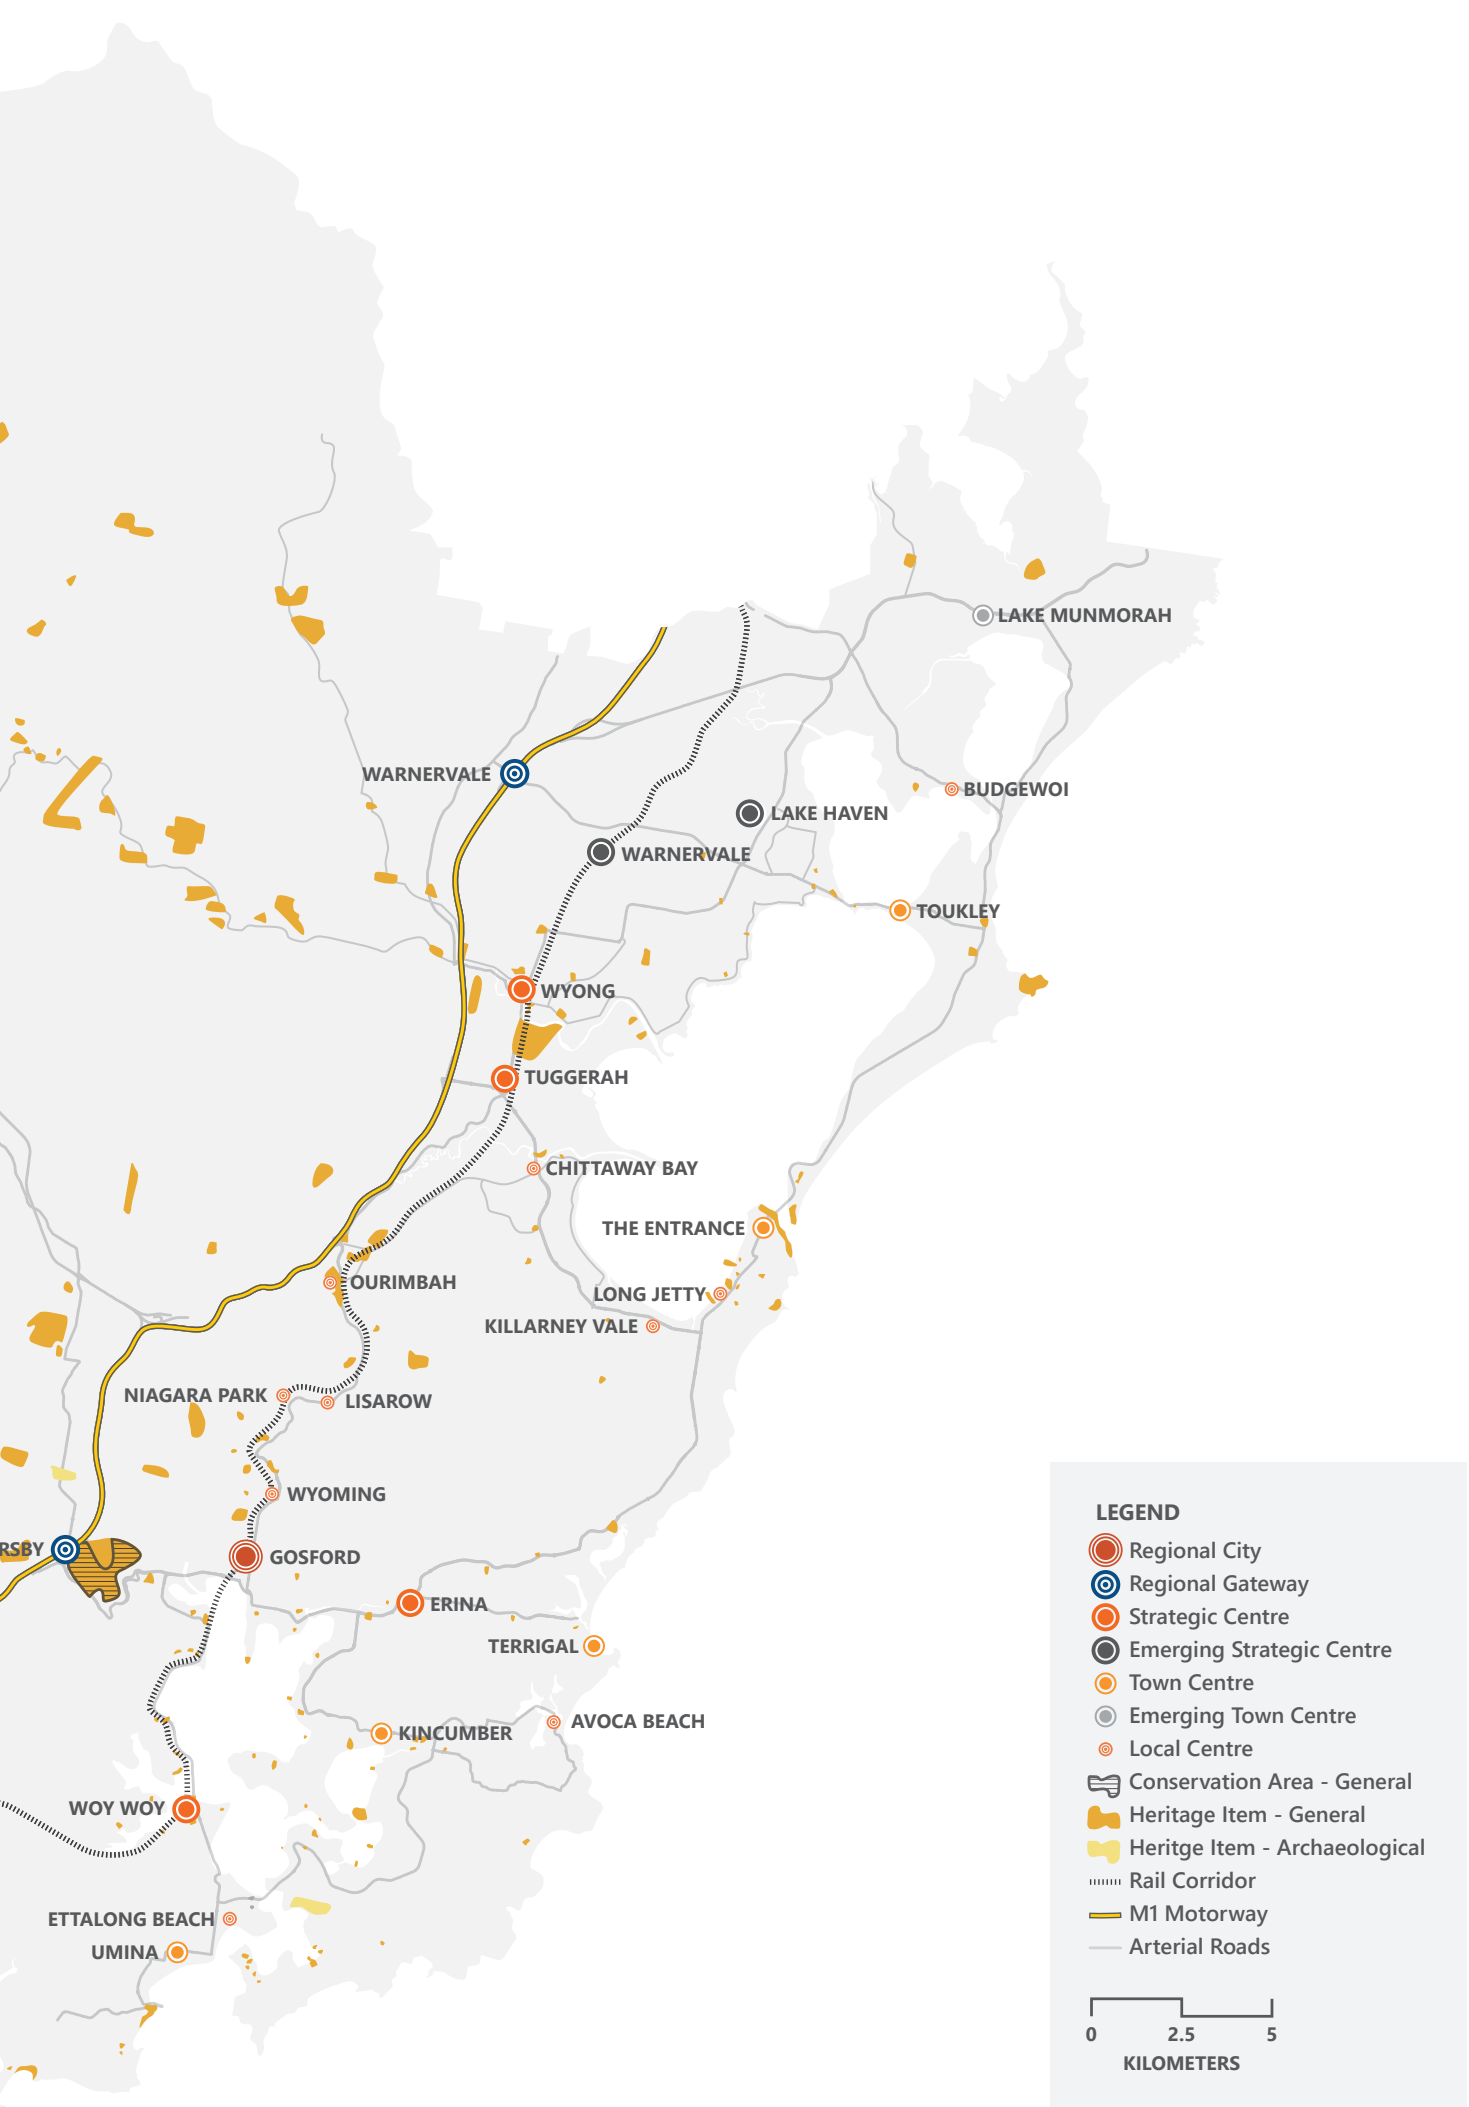 LAKE MUNMORAH
WARNERVALE
BUDGEWOI
LAKE HAVEN
WARNERVALE
TOUKLEY
WYONG
TUGGERAH
CHITTAWAY BAY
THE ENTRANCE
OURIMBAH
LONG JETTY
KILLARNEY VALE
NIAGARA PARK
LISAROW
WYOMING
RSBY
GOSFORD
ERINA
TERRIGAL
AVOCA BEACH
KINCUMBER
WOY WOY
ETTALONG BEACH
UMINA
LEGEND
Regional City
Regional Gateway
Strategic Centre
Emerging Strategic Centre
Town Centre
Emerging Town Centre
Local Centre
Conservation Area - General
Heritage Item - General
Heritge Item - Archaeological
Rail Corridor
M1 Motorway
Arterial Roads
0 2.5 5
KILOMETERS